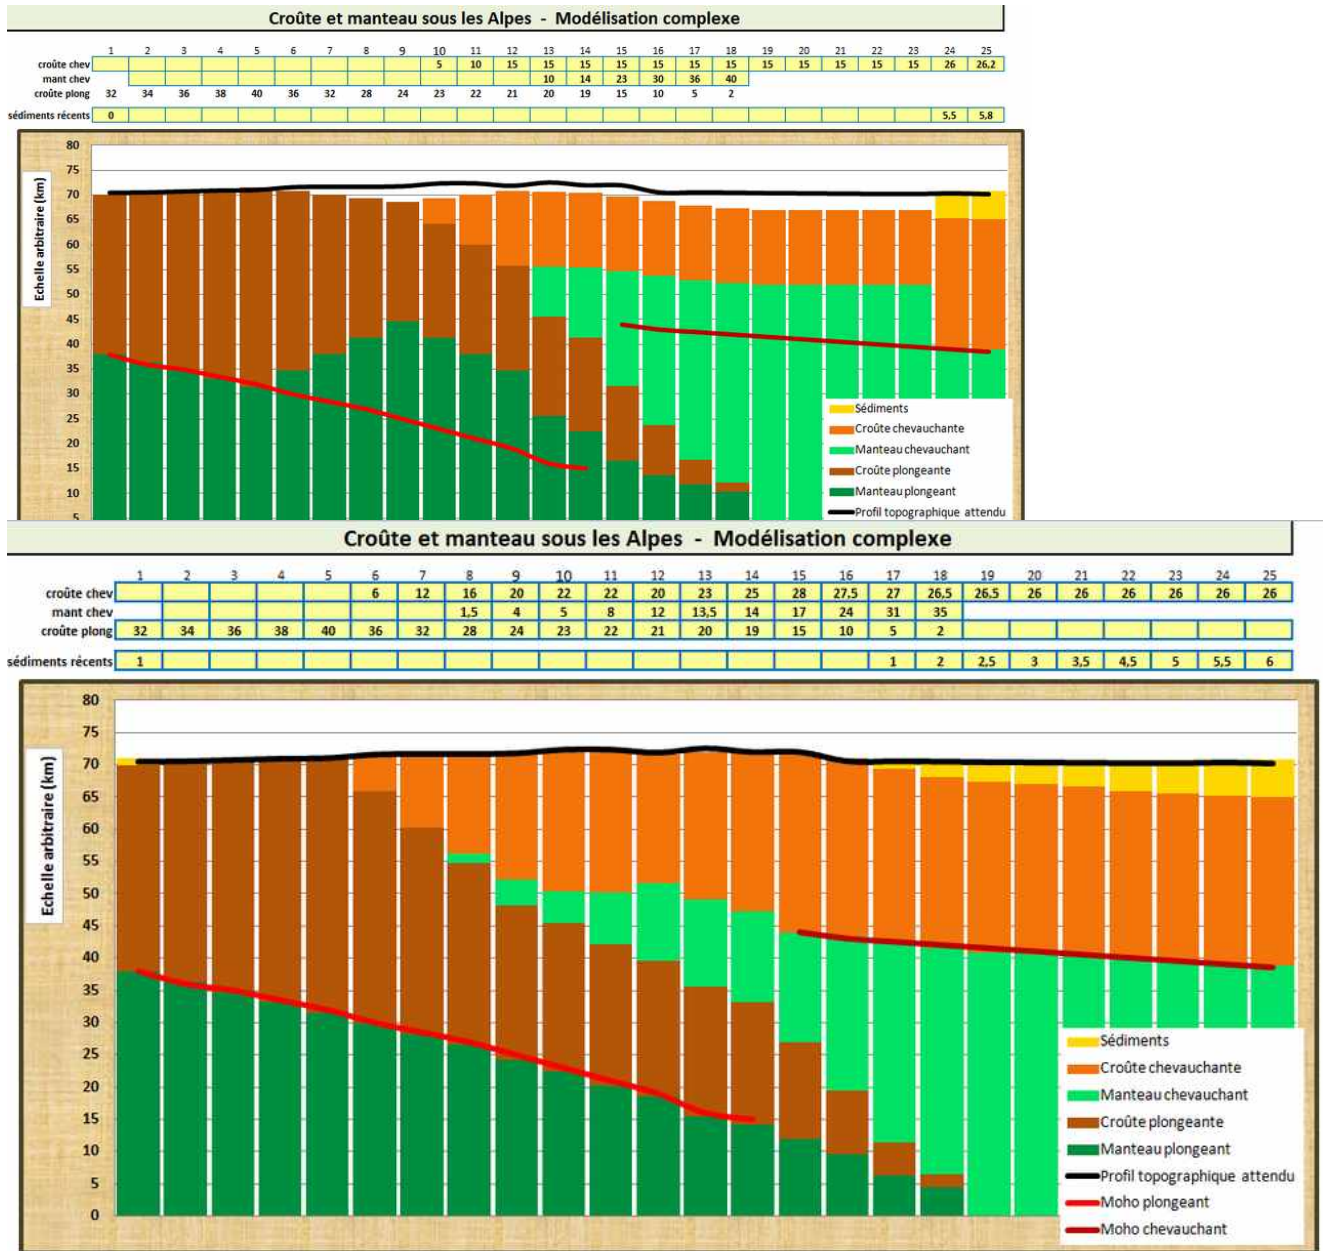 Croûte et manteau sous les Alpes - Modélisation complexe
1 2 3 4 5 6 7 8 9 10 11 12 13 14 15 16 17 18 19 20 21 22 23 24 25
croûte chev 5 10 15 15 15 15 15 15 15 15 15 15 15 15 26 26,2
mant chev 10 14 23 30 36 40
croûte plong 32 34 36 38 40 36 32 28 24 23 22 21 20 19 15 10 5 2
sédiments récents 0 5,5 5,8
Echelle arbitraire (km)
80
75
70
65
60
55
50
45
40
35
30
25
20
15
10
5
Sédiments
Croûte chevauchante
Manteau chevauchant
Croûte plongeante
Manteau plongeant
Profil topographique attendu
Croûte et manteau sous les Alpes - Modélisation complexe
1 2 3 4 5 6 7 8 9 10 11 12 13 14 15 16 17 18 19 20 21 22 23 24 25
croûte chev 6 12 16 20 22 22 20 23 25 28 27,5 27 26,5 26,5 26 26 26 26 26 26
mant chev 1,5 4 5 8 12 13,5 14 17 24 31 35
croûte plong 32 34 36 38 40 36 32 28 24 23 22 21 20 19 15 10 5 2
sédiments récents 1 1 2 2,5 3 3,5 4,5 5 5,5 6
Echelle arbitraire (km)
80
75
70
65
60
55
50
45
40
35
30
25
20
15
10
5
0
Sédiments
Croûte chevauchante
Manteau chevauchant
Croûte plongeante
Manteau plongeant
Profil topographique attendu
Moho plongeant
Moho chevauchant